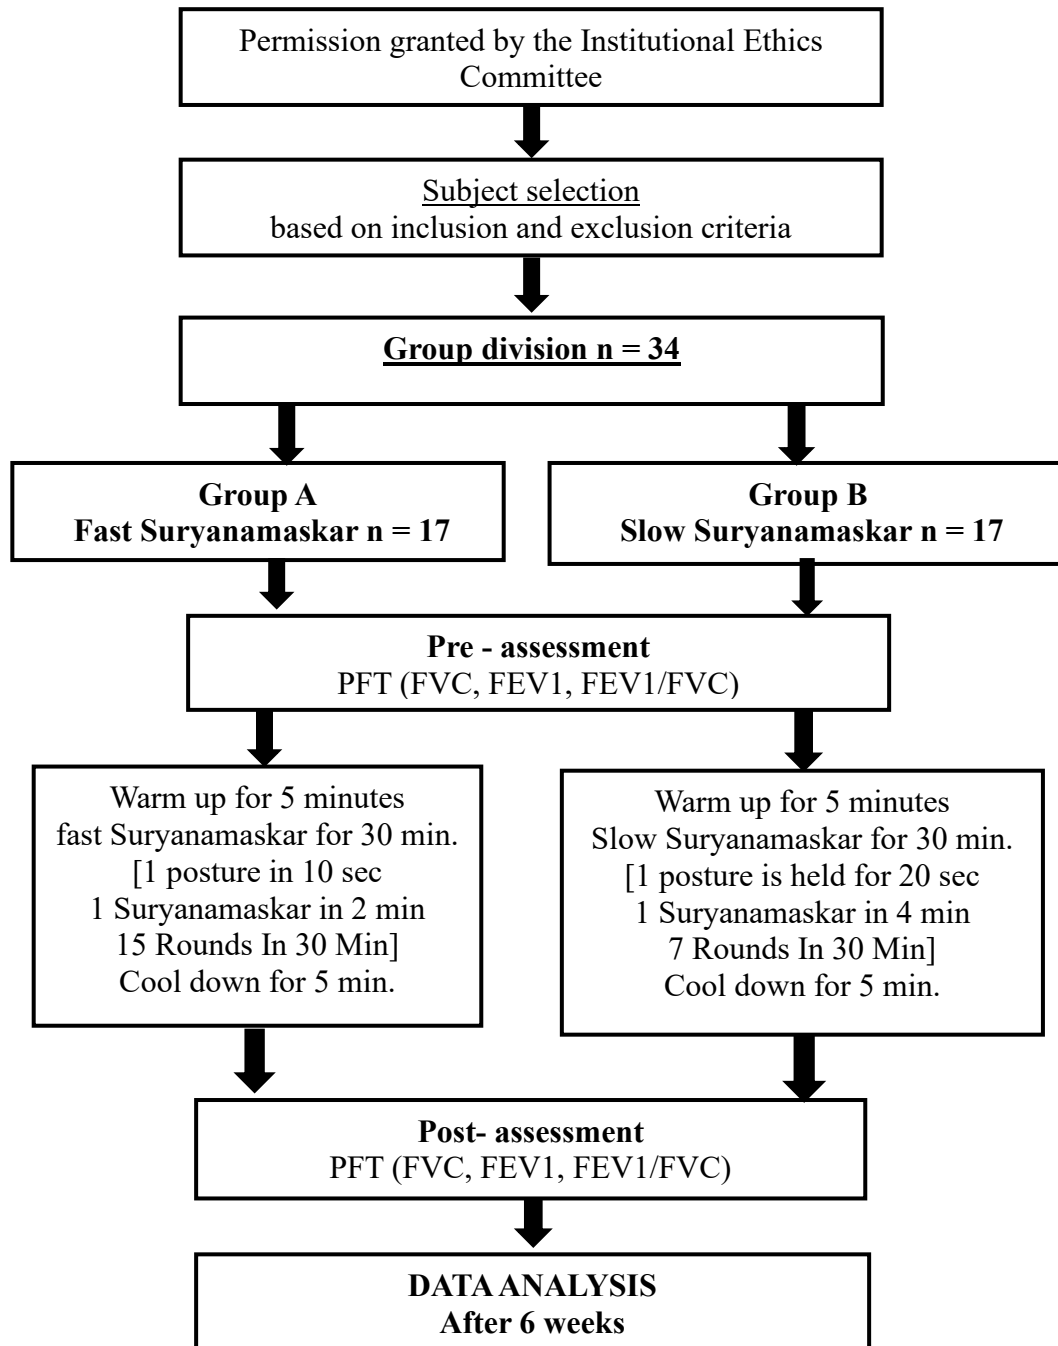 Permission granted by the Institutional Ethics
Committee
Subject selection
based on inclusion and exclusion criteria
Group division n = 34
Group A
Fast Suryanamaskar n = 17
Group B
Slow Suryanamaskar n = 17
Pre - assessment
PFT (FVC, FEV1, FEV1/FVC)
Warm up for 5 minutes
fast Suryanamaskar for 30 min.
[1 posture in 10 sec
1 Suryanamaskar in 2 min
15 Rounds In 30 Min]
Cool down for 5 min.
Warm up for 5 minutes
Slow Suryanamaskar for 30 min.
[1 posture is held for 20 sec
1 Suryanamaskar in 4 min
7 Rounds In 30 Min]
Cool down for 5 min.
Post- assessment
PFT (FVC, FEV1, FEV1/FVC)
DATA ANALYSIS
After 6 weeks